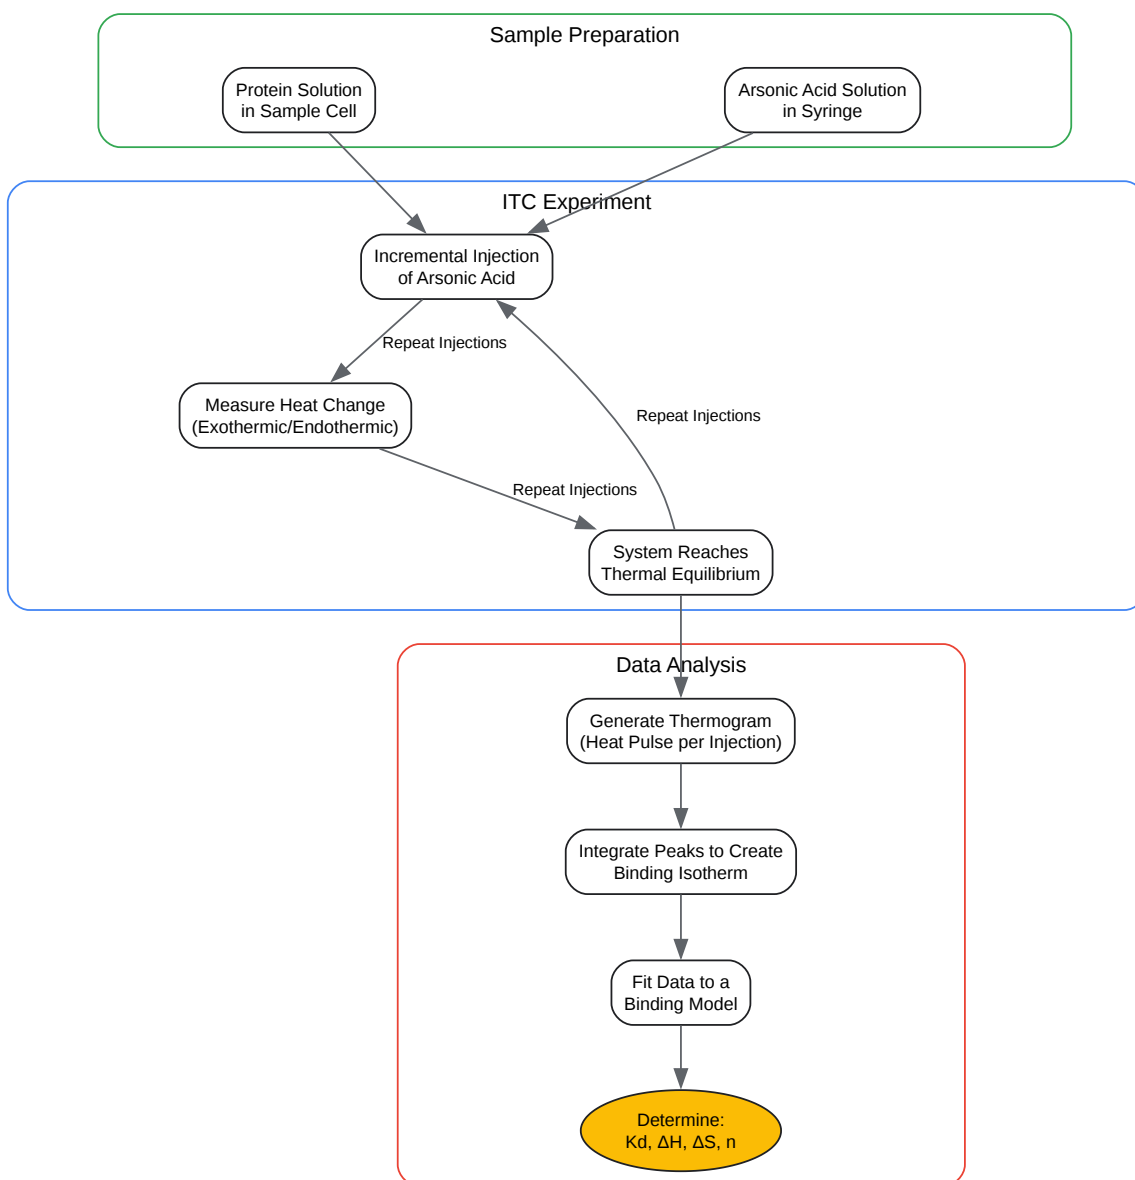 Sample Preparation
Protein Solution
in Sample Cell
Arsonic Acid Solution
in Syringe
ITC Experiment
Incremental Injection
of Arsonic Acid
Repeat Injections
Measure Heat Change
(Exothermic/Endothermic)
Repeat Injections
Repeat Injections
System Reaches
Thermal Equilibrium
Data Analysis
Generate Thermogram
(Heat Pulse per Injection)
Integrate Peaks to Create
Binding Isotherm
Fit Data to a
Binding Model
Determine:
Kd, ΔH, ΔS, n